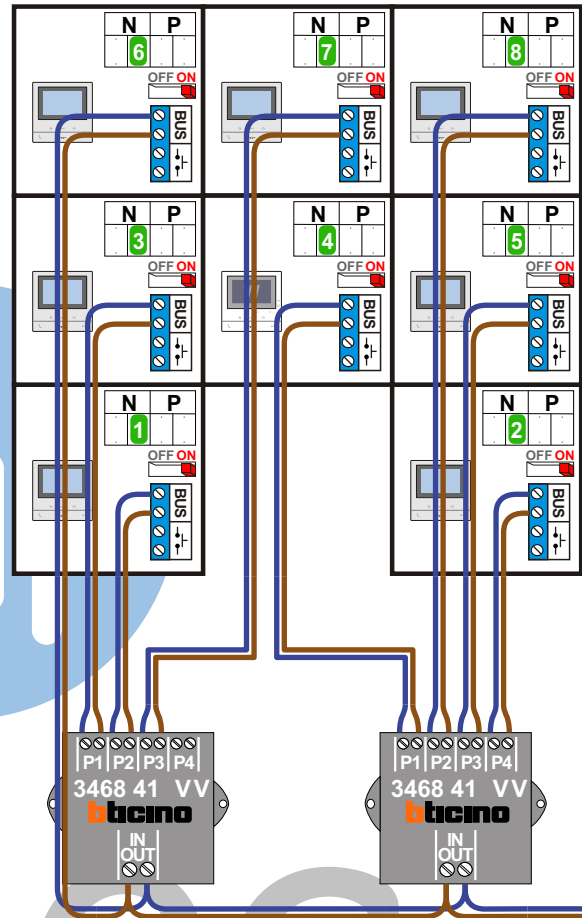 N P
6
OFF ON
BUS
N P
7
OFF ON
BUS
N P
8
OFF ON
BUS
N P
3
OFF ON
BUS
N P
4
OFF ON
BUS
N P
5
OFF ON
BUS
N P
1
OFF ON
BUS
N P
2
OFF ON
BUS
P1 P2 P3 P4
3468 41 VV
bticino
IN
OUT
P1 P2 P3 P4
3468 41 VV
bticino
IN
OUT